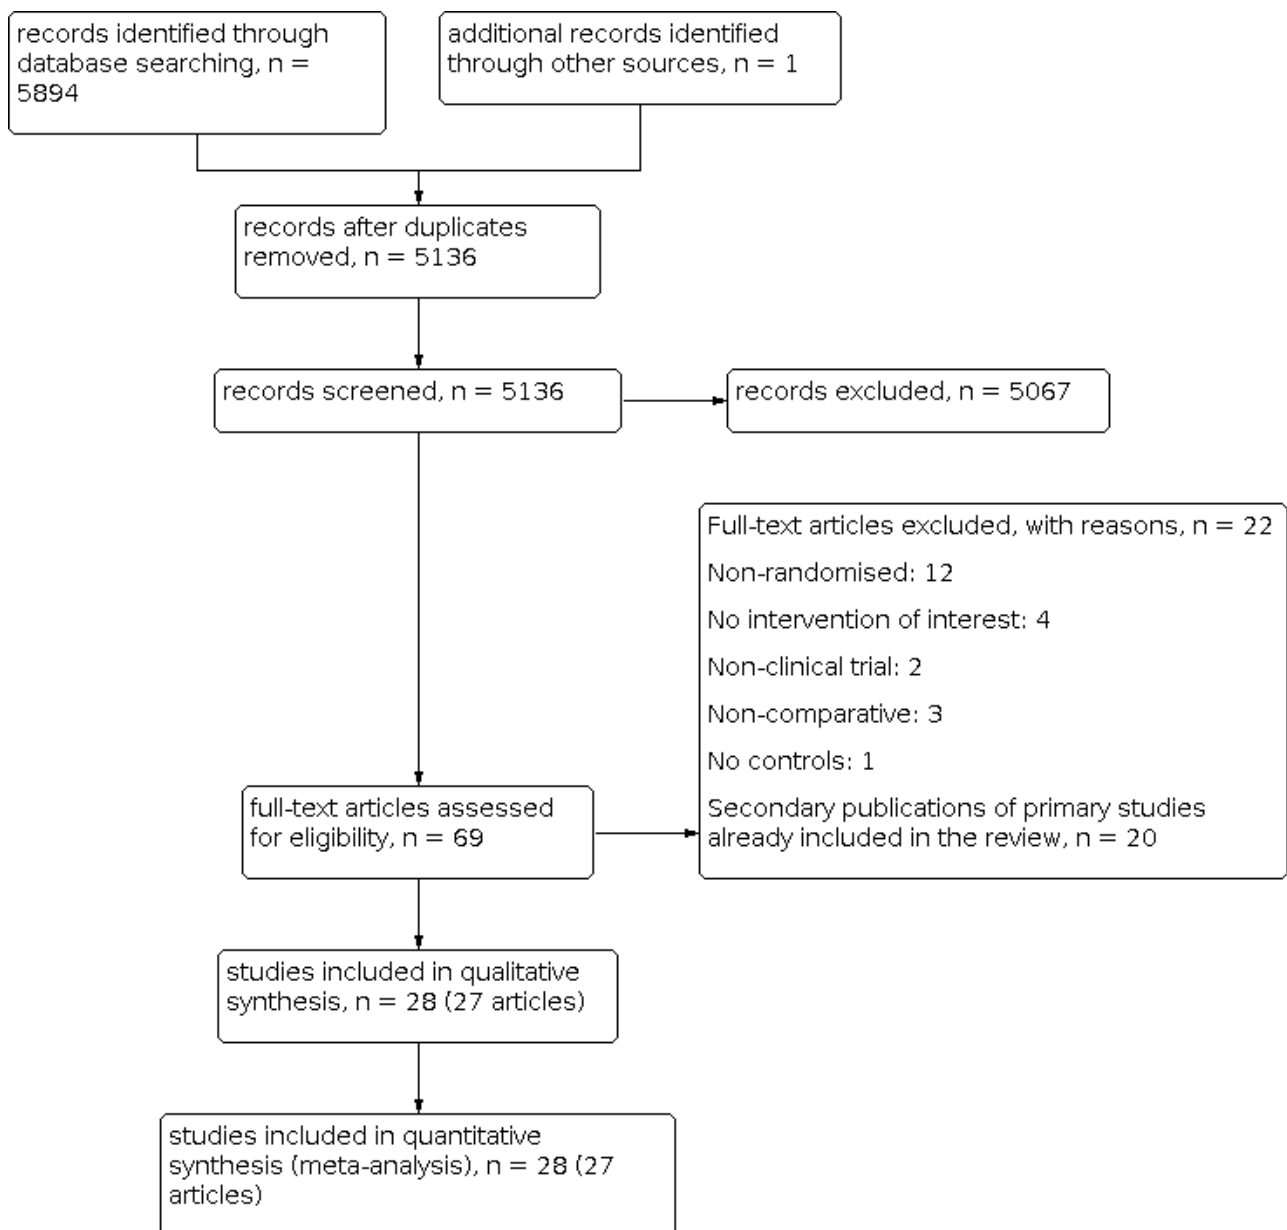 records identified through
database searching, n =
5894
additional records identified
through other sources, n = 1
records after duplicates
removed, n = 5136
records screened, n = 5136
records excluded, n = 5067
Full-text articles excluded, with reasons, n = 22
Non-randomised: 12
No intervention of interest: 4
Non-clinical trial: 2
Non-comparative: 3
No controls: 1
Secondary publications of primary studies
already included in the review, n = 20
full-text articles assessed
for eligibility, n = 69
studies included in qualitative
synthesis, n = 28 (27 articles)
studies included in quantitative
synthesis (meta-analysis), n = 28 (27
articles)